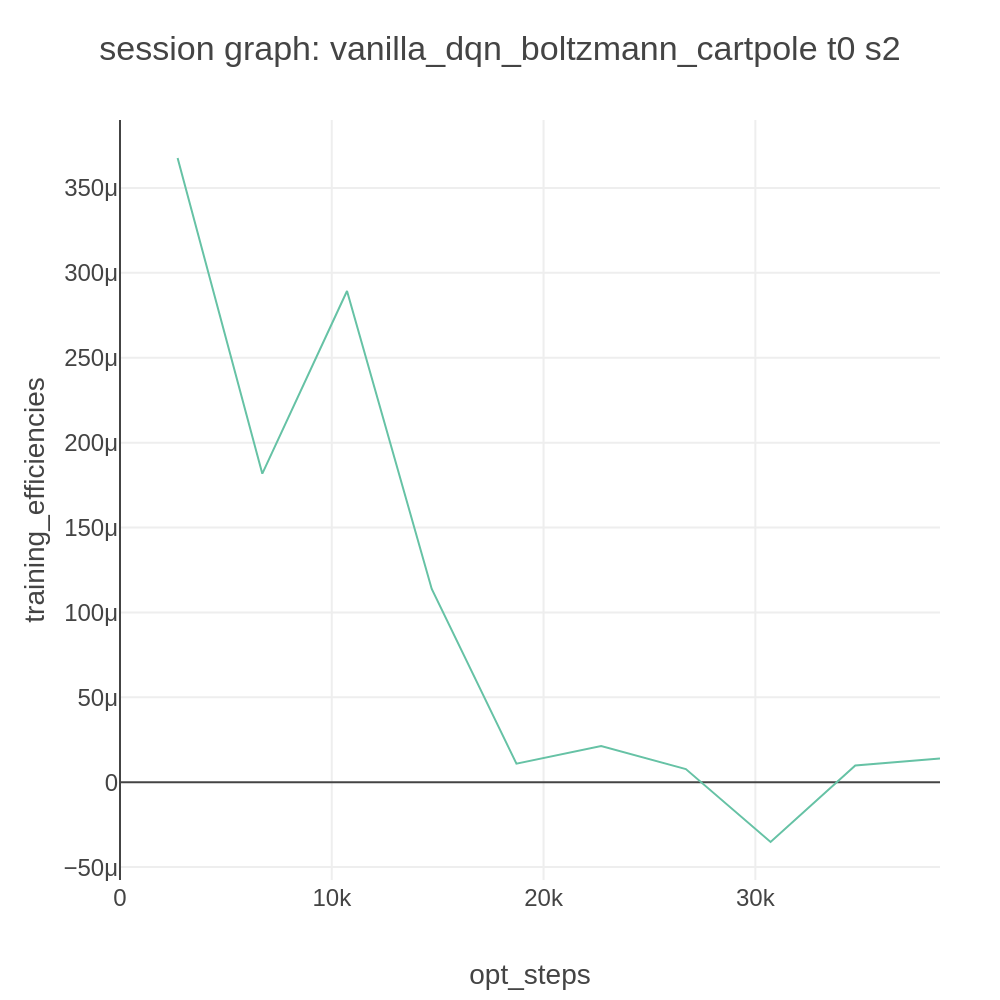 session graph: vanilla_dqn_boltzmann_cartpole t0 s2
training_efficiencies
350μ
300μ
250μ
200μ
150μ
100μ
50μ
0
−50μ
0
10k
20k
30k
opt_steps